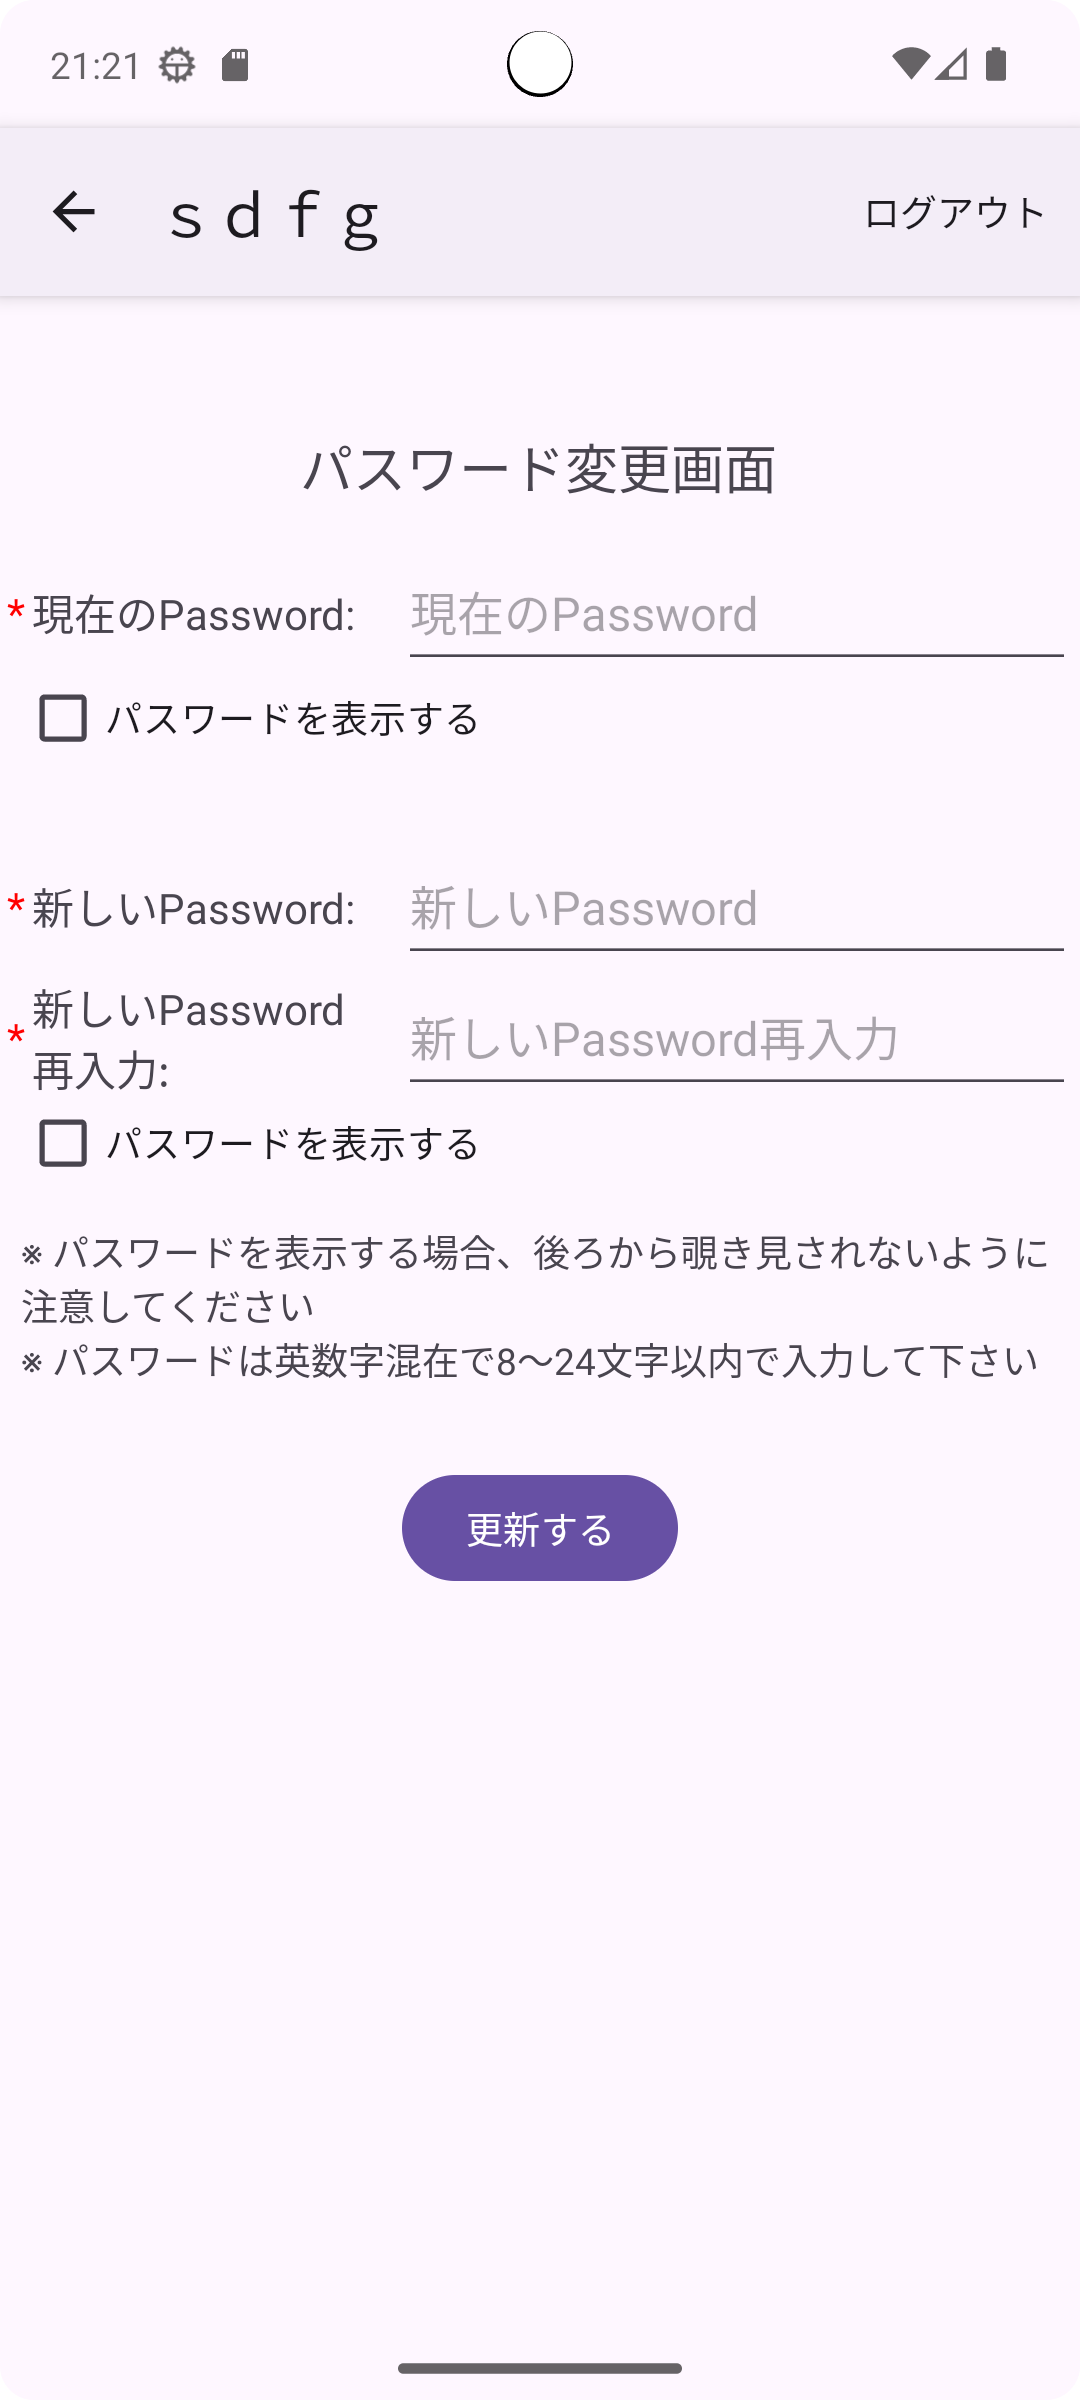 21:21
ｓｄｆｇ
ログアウト
パスワード変更画面
*現在のPassword:
現在のPassword
パスワードを表示する
*新しいPassword:
新しいPassword
*新しいPassword
再入力:
新しいPassword再入力
パスワードを表示する
※ パスワードを表示する場合、後ろから覗き見されないように
注意してください
※ パスワードは英数字混在で8〜24文字以内で入力して下さい
更新する